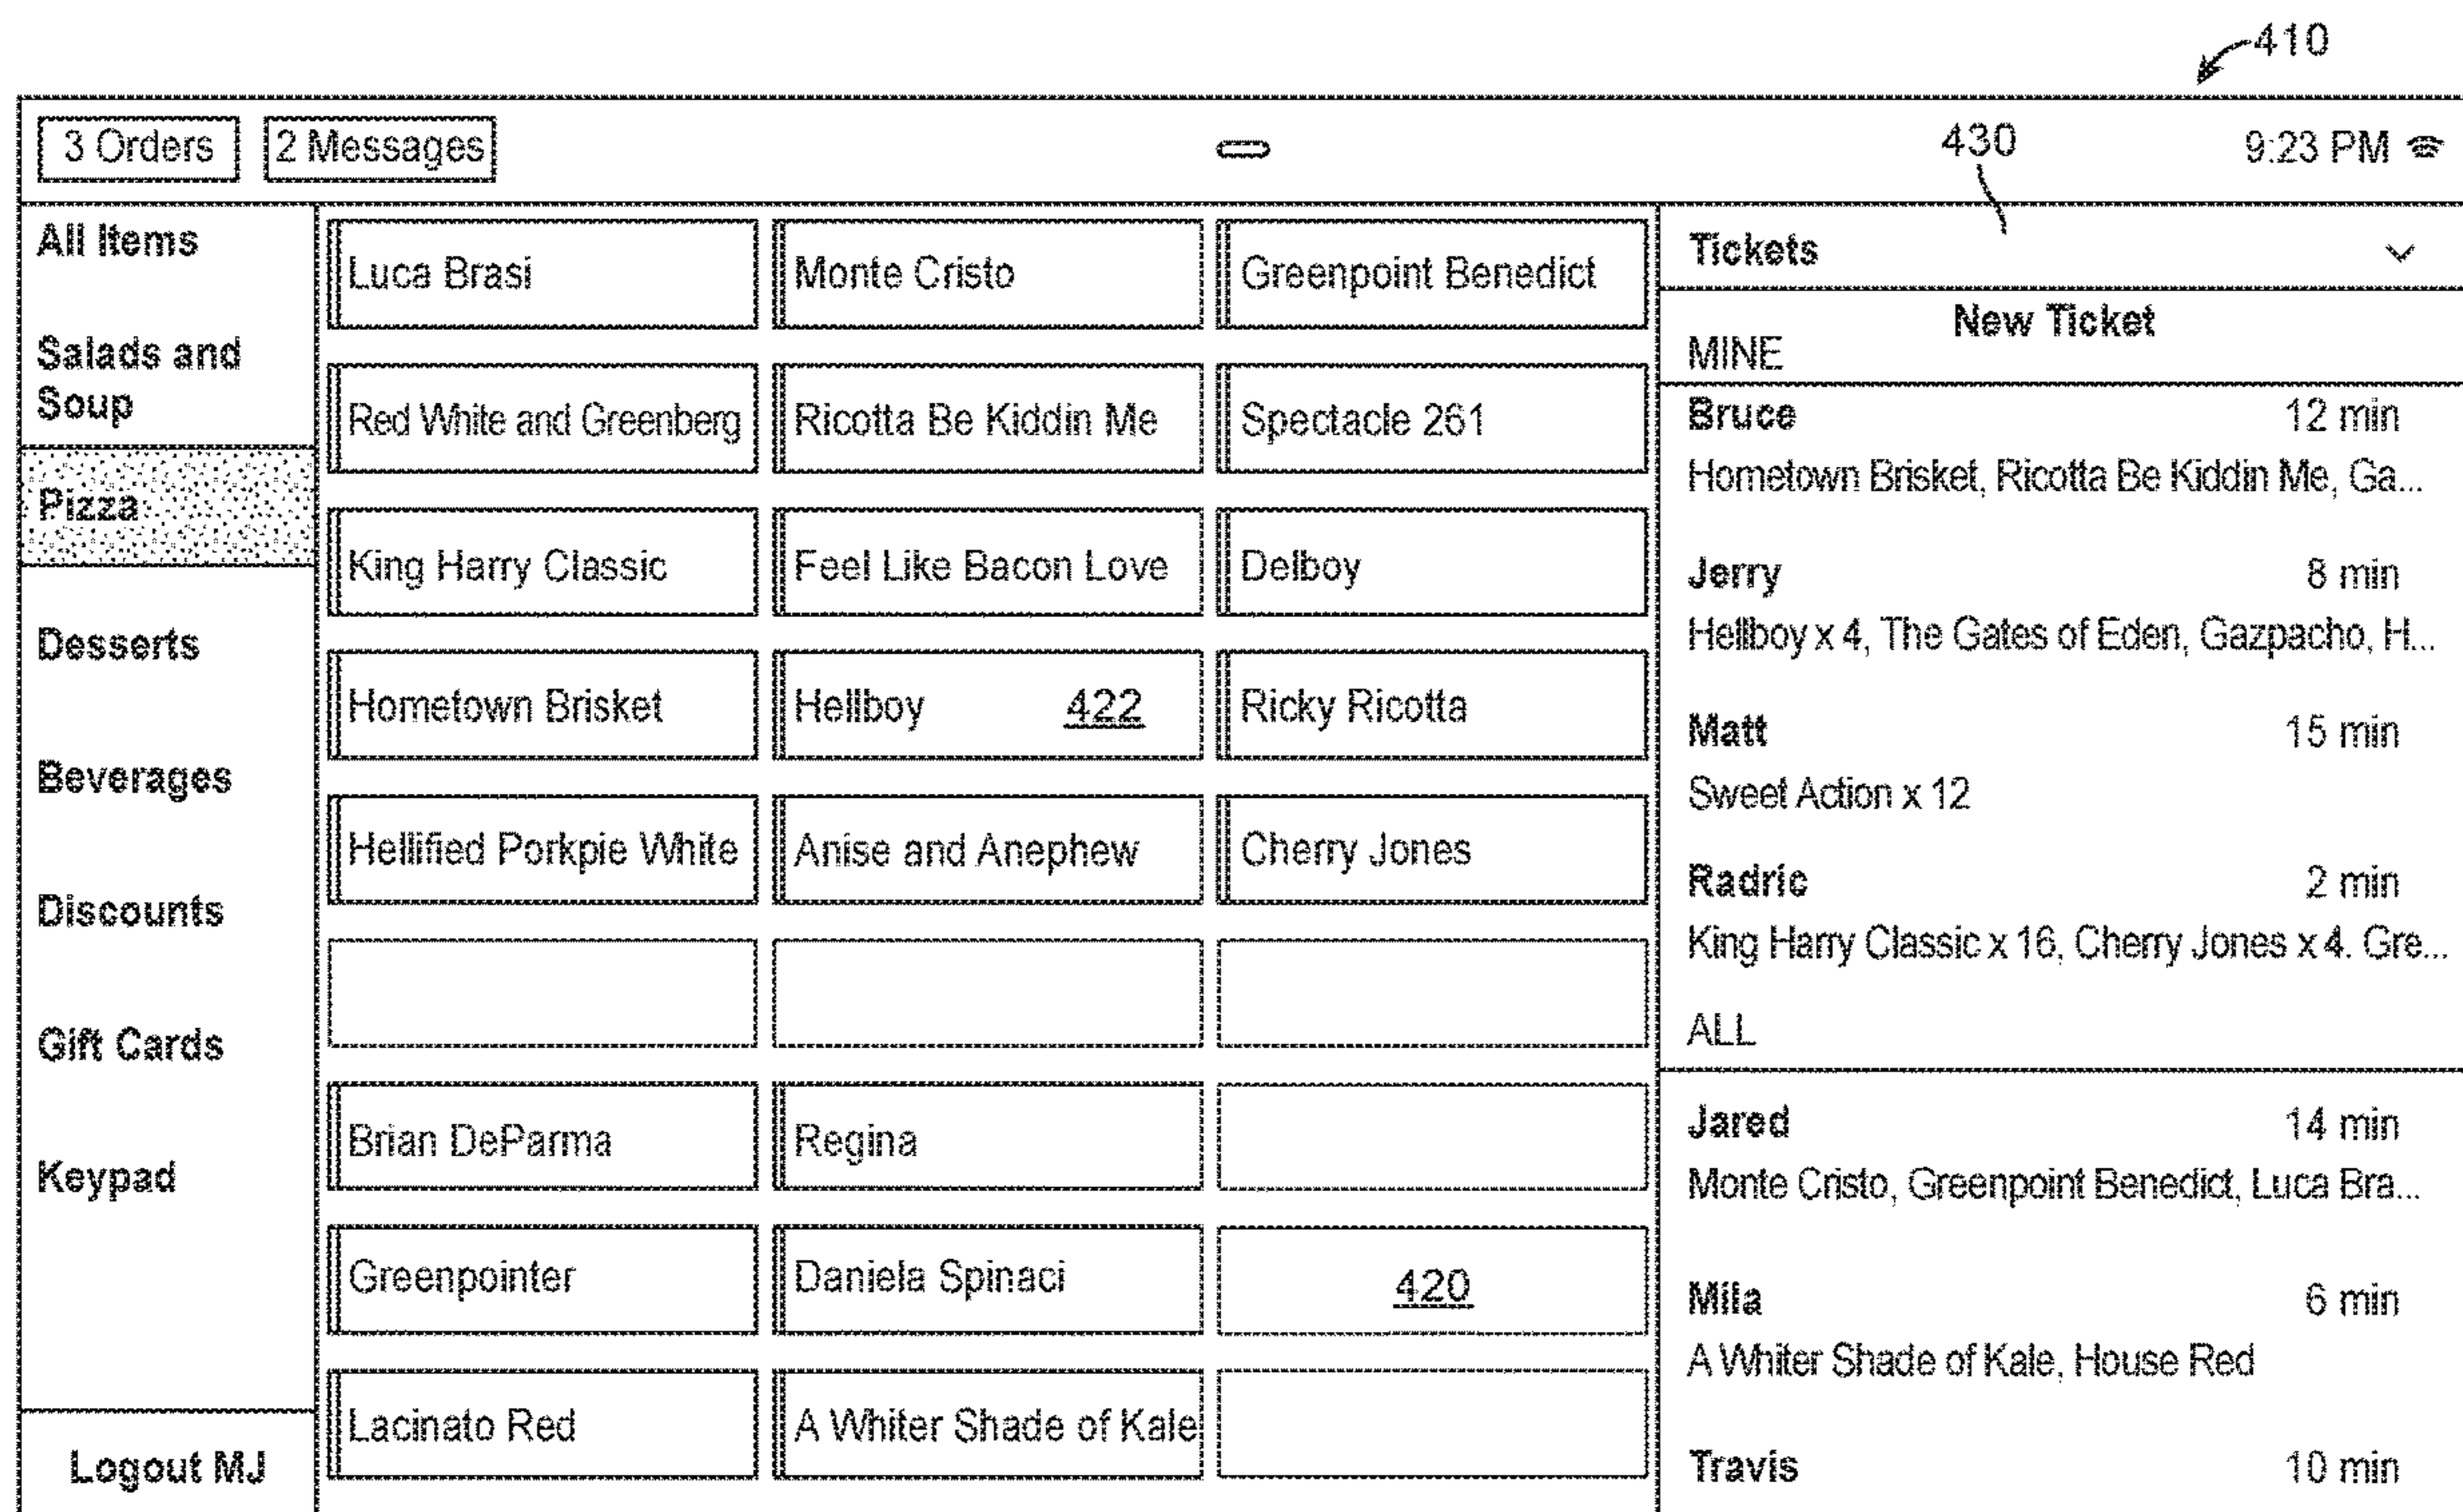 410
3 Orders
2 Messages
430
9:23 PM
All Items
Salads and
Soup
Pizza
Desserts
Beverages
Discounts
Gift Cards
Keypad
Logout MJ
Luca Brasi
Monte Cristo
Greenpoint Benedict
Red White and Greenberg
Ricotta Be Kiddin Me
Spectacle 261
King Harry Classic
Feel Like Bacon Love
Delboy
Hometown Brisket
Hellboy 422
Ricky Ricotta
Hellified Porkpie White
Anise and Anephew
Cherry Jones
Brian DeParma
Regina
Greenpointer
Daniela Spinaci
420
Lacinato Red
A Whiter Shade of Kale
Tickets
New Ticket
MINE
Bruce 12 min
Hometown Brisket, Ricotta Be Kiddin Me, Ga...
Jerry 8 min
Hellboy x 4, The Gates of Eden, Gazpacho, H...
Matt 15 min
Sweet Action x 12
Radric 2 min
King Harry Classic x 16, Cherry Jones x 4. Gre...
ALL
Jared 14 min
Monte Cristo, Greenpoint Benedict, Luca Bra...
Mila 6 min
A Whiter Shade of Kale, House Red
Travis 10 min